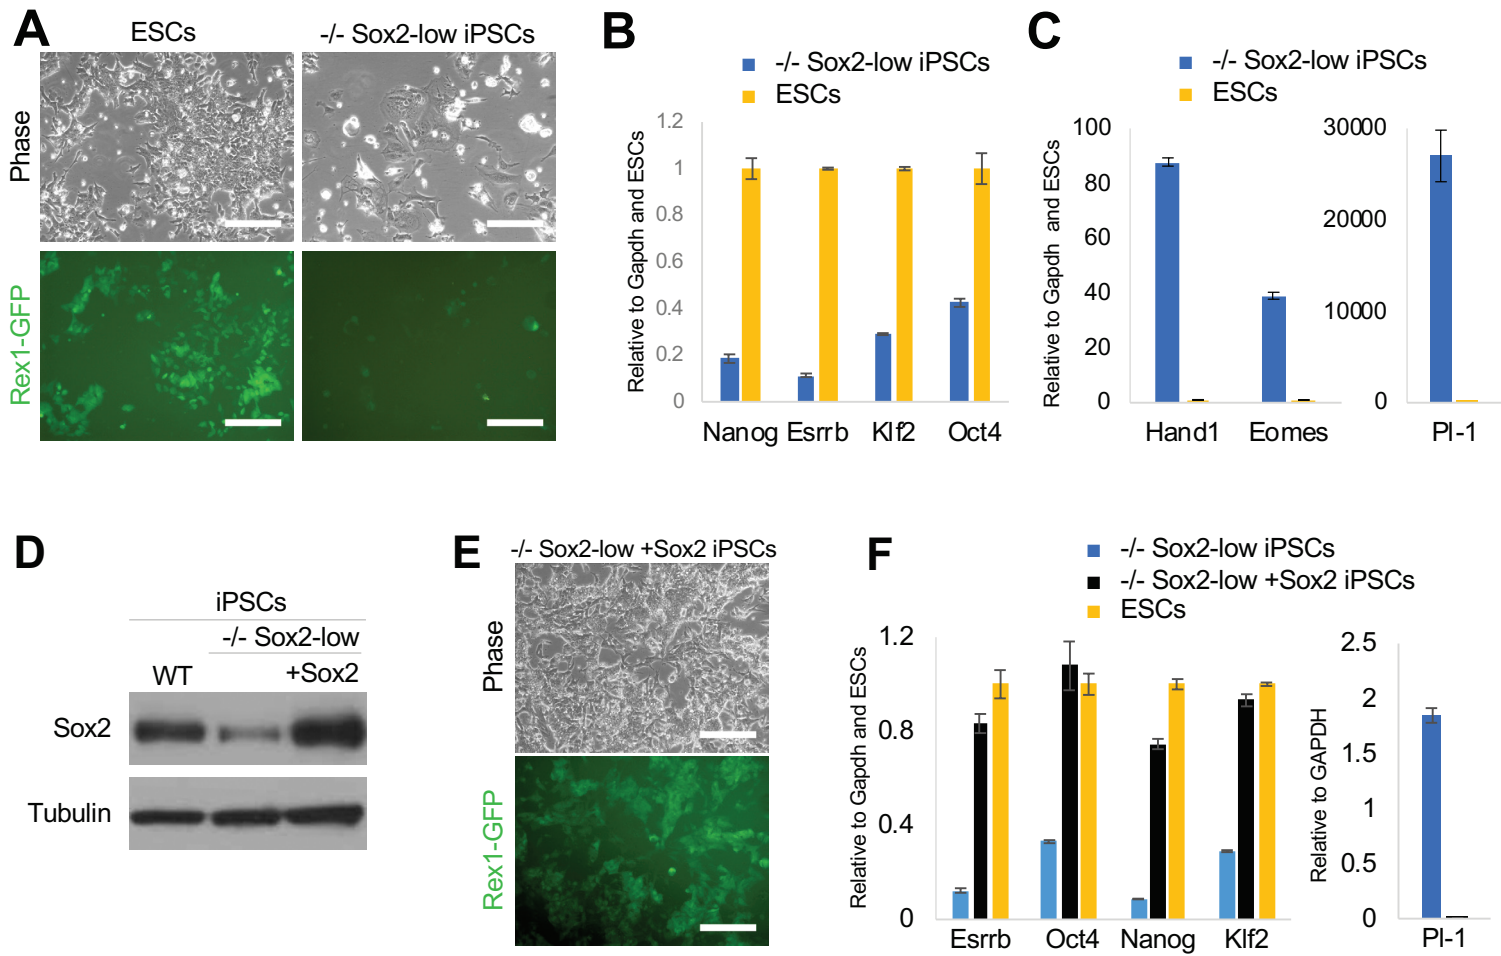 A
ESCs
-/- Sox2-low iPSCs
Phase
Rex1-GFP
B
-/- Sox2-low iPSCs
ESCs
Relative to Gapdh and ESCs
1.2
1
0.8
0.6
0.4
0.2
0
Nanog Esrrb Klf2 Oct4
C
-/- Sox2-low iPSCs
ESCs
Relative to Gapdh and ESCs
100
80
60
40
20
0
Hand1 Eomes
30000
20000
10000
0
Pl-1
D
iPSCs
-/- Sox2-low
WT +Sox2
Sox2
Tubulin
E
-/- Sox2-low +Sox2 iPSCs
Phase
Rex1-GFP
F
-/- Sox2-low iPSCs
-/- Sox2-low +Sox2 iPSCs
ESCs
Relative to Gapdh and ESCs
1.2
0.8
0.4
0
Esrrb Oct4 Nanog Klf2
Relative to GAPDH
2.5
2
1.5
1
0.5
0
Pl-1